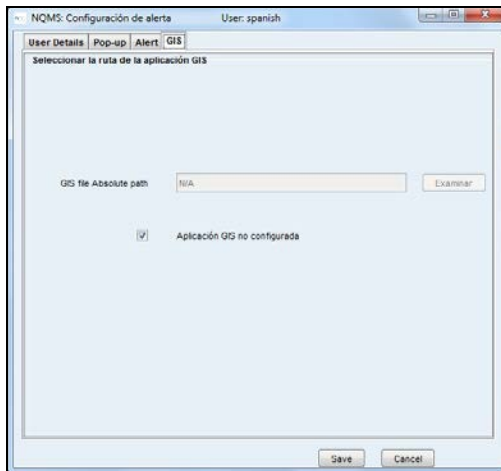 NQMS: Configuración de alerta User: spanish
User Details Pop-up Alert GIS
Seleccionar la ruta de la aplicación GIS
GIS file Absolute path N/A Examinar
Aplicación GIS no configurada
Save Cancel